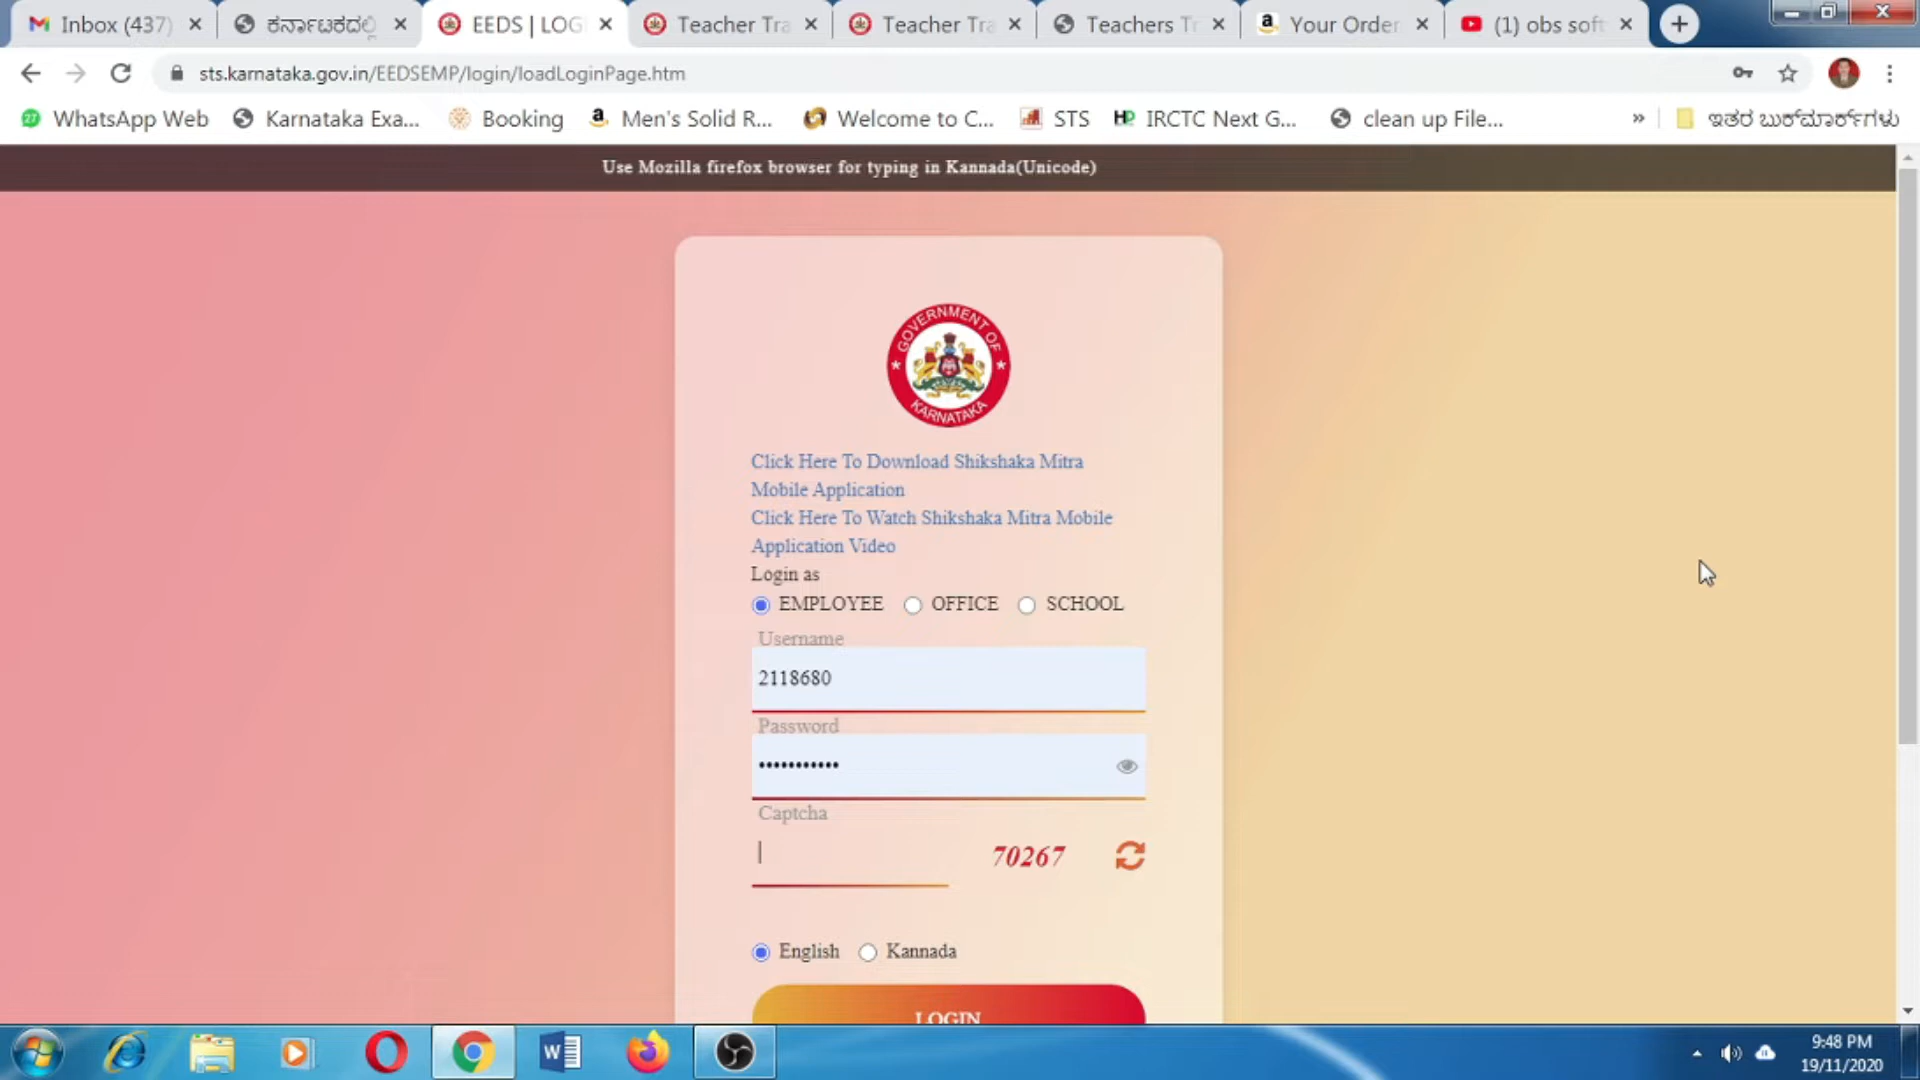 Inbox (437)
ಕರ್ನಾಟಕದಲ್ಲಿ
EEDS | LOG
Teacher Tra
Teacher Tra
Teachers Tr
Your Order
(1) obs soft
sts.karnataka.gov.in/EEDSEMP/login/loadLoginPage.htm
27
WhatsApp Web
Karnataka Exa...
Booking
Men's Solid R...
Welcome to C...
STS
IRCTC Next G...
clean up File...
»
ಇತರ ಬುಕ್‌ಮಾರ್ಕ್‌ಗಳು
Use Mozilla firefox browser for typing in Kannada(Unicode)
GOVERNMENT OF
KARNATAKA
Click Here To Download Shikshaka Mitra
Mobile Application
Click Here To Watch Shikshaka Mitra Mobile
Application Video
Login as
EMPLOYEE OFFICE SCHOOL
Username
2118680
Password
•••••••••••
Captcha
70267
English Kannada
LOGIN
9:48 PM
19/11/2020